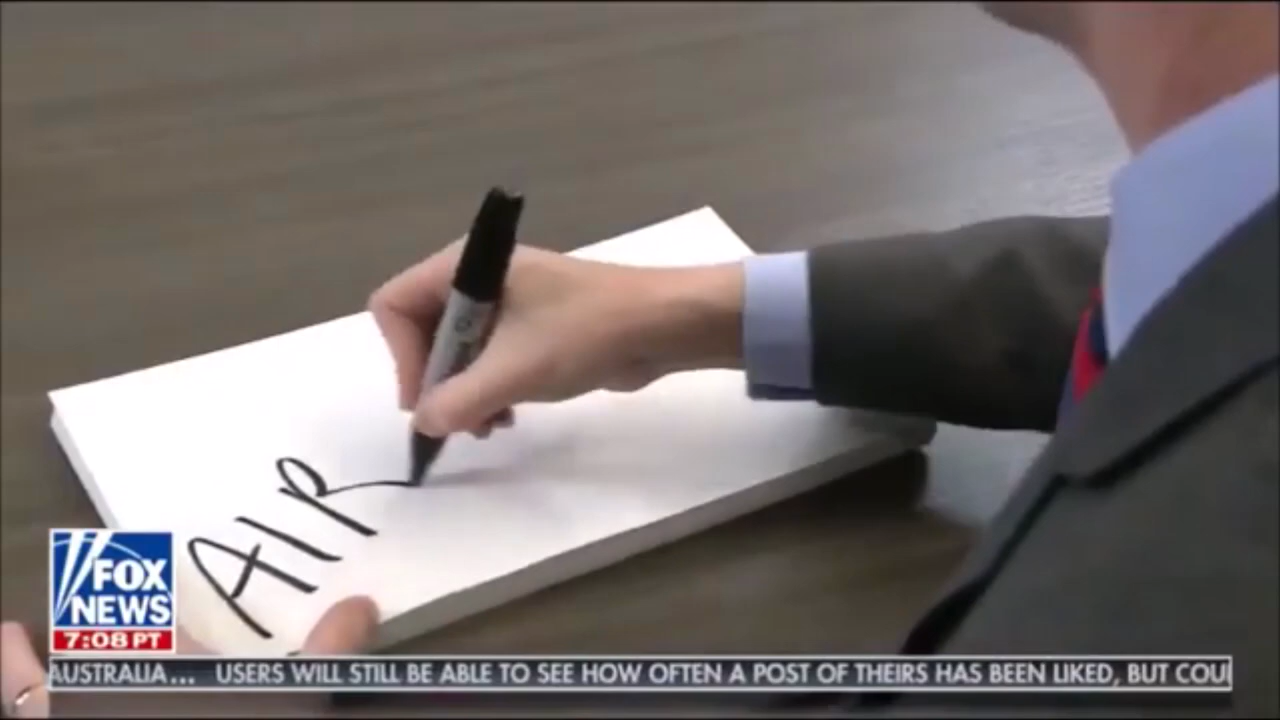 AIR
FOX
NEWS
7:08 PT
AUSTRALIA... USERS WILL STILL BE ABLE TO SEE HOW OFTEN A POST OF THEIRS HAS BEEN LIKED, BUT COU